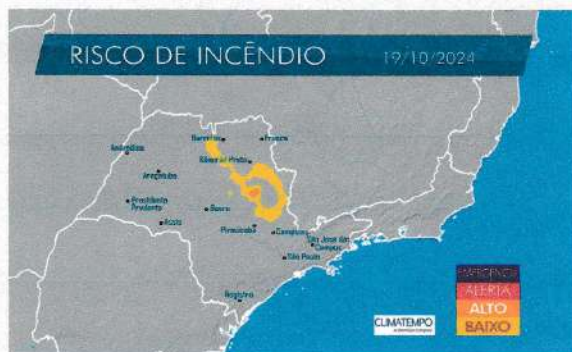 RISCO DE INCÊNDIO 19/10/2024
Barretos Franca
Andradina
Ribeirão Preto
Araçatuba
Presidente
Prudente
Bauru
Assis
Piracicaba Campinas
São José dos
Campos
São Paulo
Registro
EMERGÊNCIA
ALERTA
ALTO
BAIXO
CLIMATEMPO